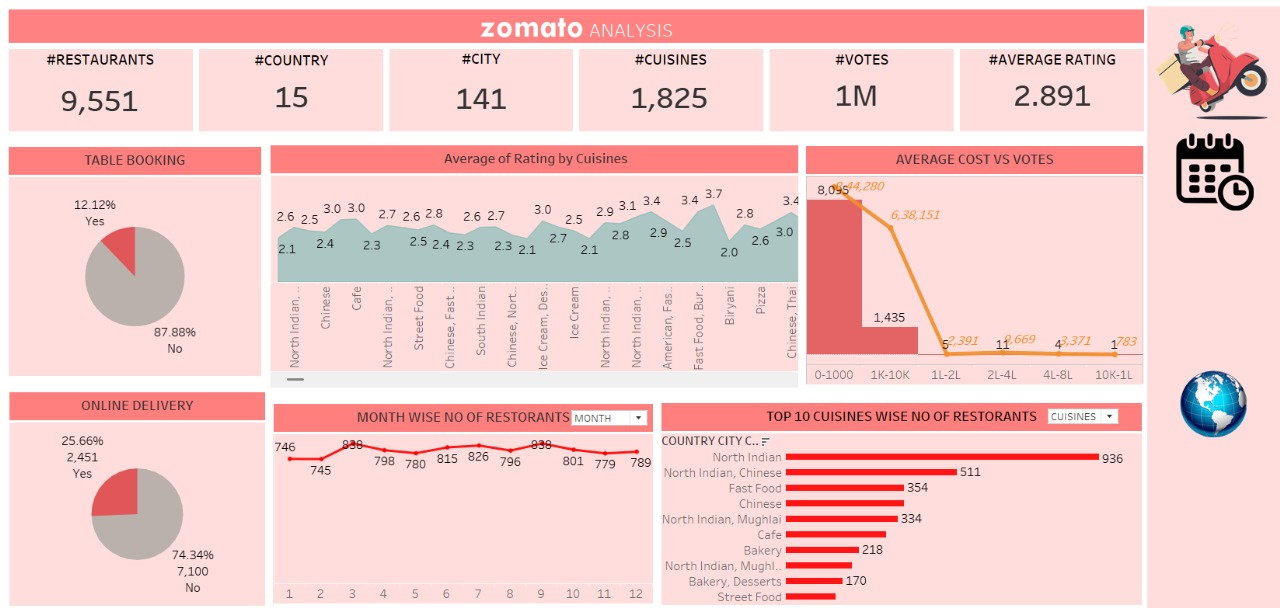 zomato ANALYSIS
#RESTAURANTS
9,551
#COUNTRY
15
#CITY
141
#CUISINES
1,825
#VOTES
1M
#AVERAGE RATING
2.891
TABLE BOOKING
12.12%
Yes
87.88%
No
Average of Rating by Cuisines
2.6 2.5 3.0 3.0 2.7 2.6 2.8 2.6 2.7 3.0 2.5 2.9 3.1 3.4 3.4 3.7 2.8 3.4
2.1 2.4 2.3 2.5 2.4 2.3 2.3 2.1 2.7 2.1 2.8 2.9 2.5 2.0 2.6 3.0
North Indian, ..
Chinese
Cafe
North Indian, ..
Street Food
Chinese, Fast ..
South Indian
Chinese, Nort..
Ice Cream, Des..
Ice Cream
North Indian, ..
North Indian, ..
American, Fas..
Fast Food, Bur..
Biryani
Pizza
Chinese, Thai
AVERAGE COST VS VOTES
8,095
44,280
6,38,151
1,435
5 2,391 11 9,669 4 3,371 1 783
0-1000 1K-10K 1L-2L 2L-4L 4L-8L 10K-1L
ONLINE DELIVERY
25.66%
2,451
Yes
74.34%
7,100
No
MONTH WISE NO OF RESTORANTS MONTH
746 745 838 798 780 815 826 796 838 801 779 789
1 2 3 4 5 6 7 8 9 10 11 12
TOP 10 CUISINES WISE NO OF RESTORANTS CUISINES
COUNTRY CITY C..
North Indian 936
North Indian, Chinese 511
Fast Food 354
Chinese
North Indian, Mughlai 334
Cafe
Bakery 218
North Indian, Mughl..
Bakery, Desserts 170
Street Food